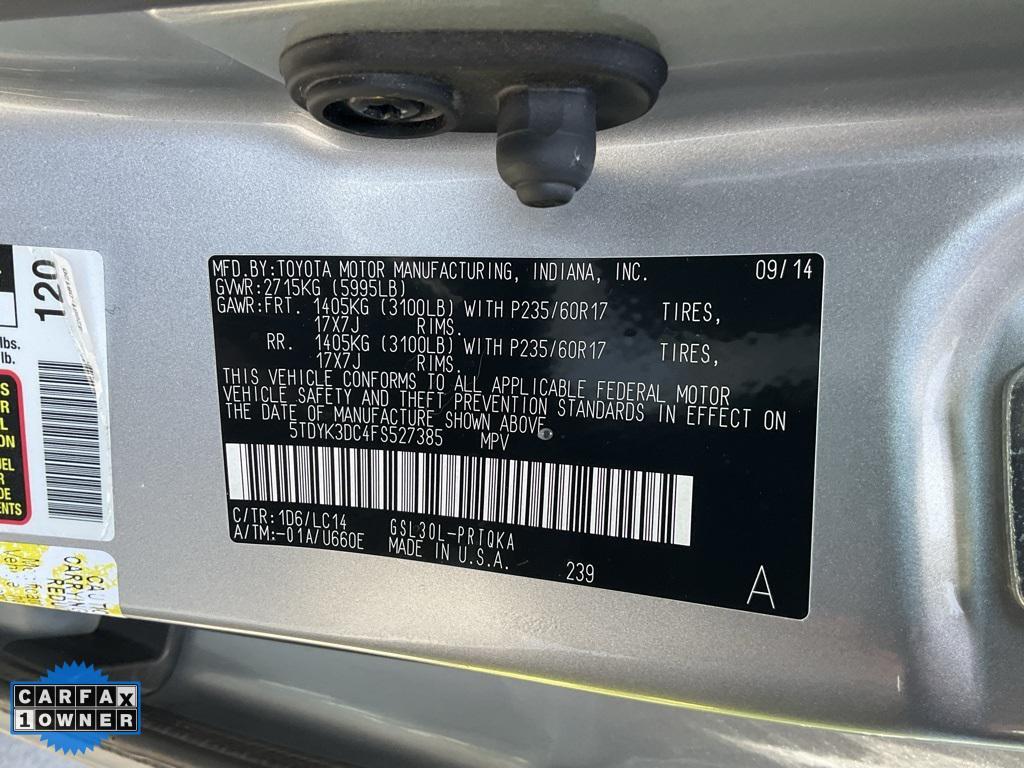 MFD.BY:TOYOTA MOTOR MANUFACTURING, INDIANA, INC. 09/14
GVWR:2715KG (5995LB)
GAWR:FRT. 1405KG (3100LB) WITH P235/60R17 TIRES,
17X7J RIMS.
RR. 1405KG (3100LB) WITH P235/60R17 TIRES,
17X7J RIMS.
THIS VEHICLE CONFORMS TO ALL APPLICABLE FEDERAL MOTOR
VEHICLE SAFETY AND THEFT PREVENTION STANDARDS IN EFFECT ON
THE DATE OF MANUFACTURE SHOWN ABOVE.
5TDYK3DC4FS527385 MPV
C/TR:1D6/LC14 GSL30L-PRTQKA
A/TM:-01A/U660E MADE IN U.S.A. 239
A
120
lbs.
lb.
CARFAX
1 OWNER